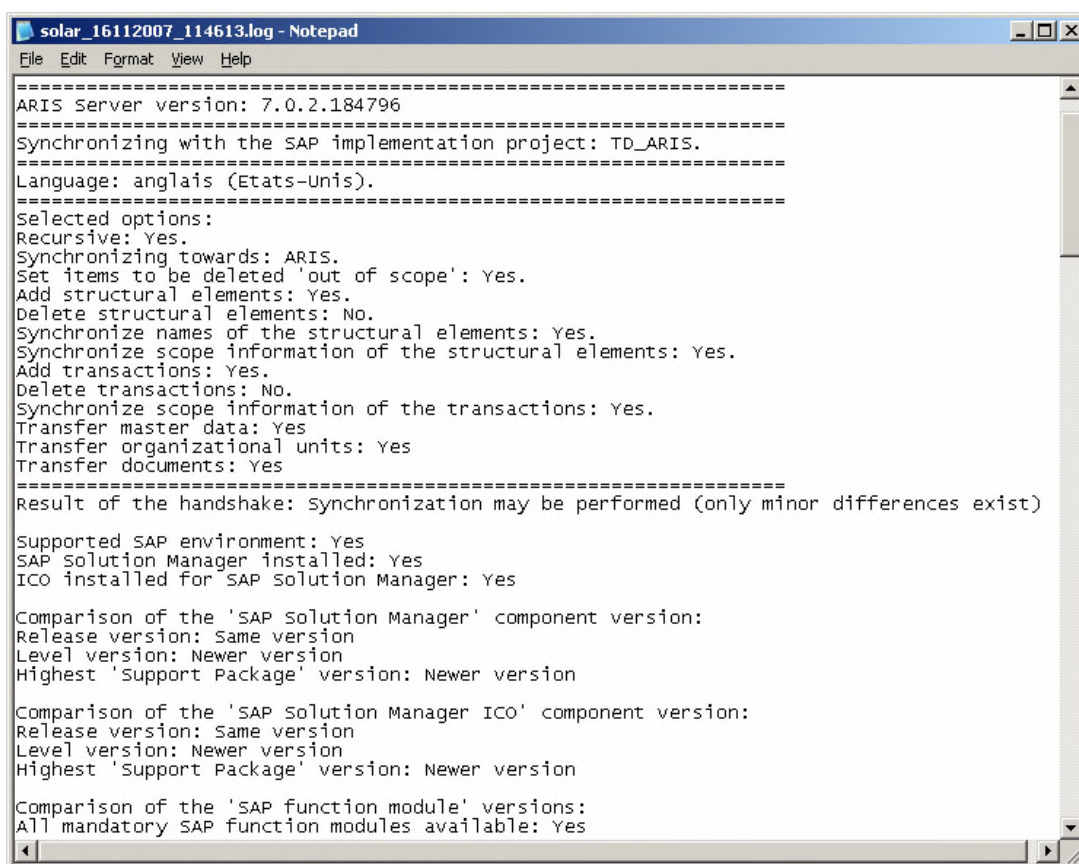 solar_16112007_114613.log - Notepad
File Edit Format View Help
==================================================================
ARIS Server version: 7.0.2.184796
==================================================================
Synchronizing with the SAP implementation project: TD_ARIS.
==================================================================
Language: anglais (Etats-Unis).
==================================================================
Selected options:
Recursive: Yes.
Synchronizing towards: ARIS.
Set items to be deleted 'out of scope': Yes.
Add structural elements: Yes.
Delete structural elements: No.
Synchronize names of the structural elements: Yes.
Synchronize scope information of the structural elements: Yes.
Add transactions: Yes.
Delete transactions: No.
Synchronize scope information of the transactions: Yes.
Transfer master data: Yes
Transfer organizational units: Yes
Transfer documents: Yes
==================================================================
Result of the handshake: Synchronization may be performed (only minor differences exist)
Supported SAP environment: Yes
SAP Solution Manager installed: Yes
ICO installed for SAP Solution Manager: Yes
Comparison of the 'SAP Solution Manager' component version:
Release version: Same version
Level version: Newer version
Highest 'Support Package' version: Newer version
Comparison of the 'SAP Solution Manager ICO' component version:
Release version: Same version
Level version: Newer version
Highest 'Support Package' version: Newer version
Comparison of the 'SAP function module' versions:
All mandatory SAP function modules available: Yes